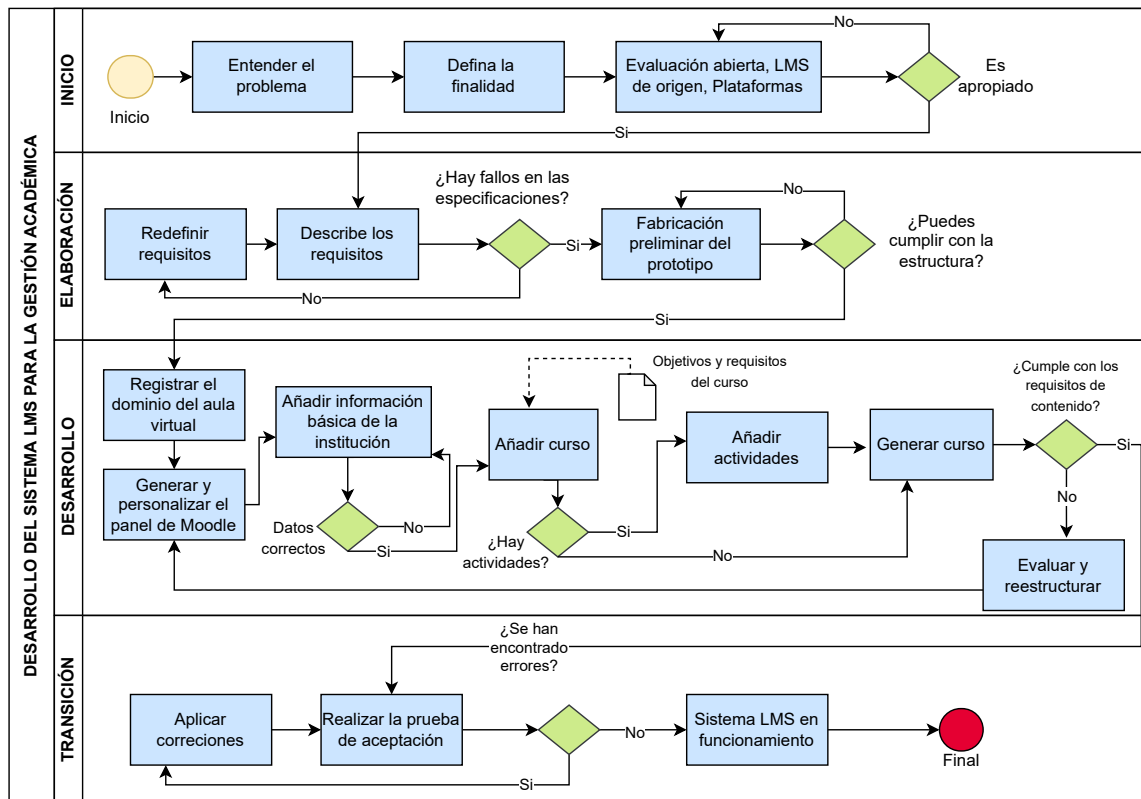 DESARROLLO DEL SISTEMA LMS PARA LA GESTIÓN ACADÉMICA
INICIO
Inicio
Entender el
problema
Defina la
finalidad
Evaluación abierta, LMS
de origen, Plataformas
No
Es
apropiado
Si
ELABORACIÓN
Redefinir
requisitos
Describe los
requisitos
¿Hay fallos en las
especificaciones?
Si
No
Fabricación
preliminar del
prototipo
No
¿Puedes
cumplir con la
estructura?
Si
DESARROLLO
Registrar el
dominio del aula
virtual
Generar y
personalizar el
panel de Moodle
Añadir información
básica de la
institución
Datos
correctos
No
Si
Añadir curso
Objetivos y requisitos
del curso
¿Hay
actividades?
Si
No
Añadir
actividades
Generar curso
¿Cumple con los
requisitos de
contenido?
Si
No
Evaluar y
reestructurar
TRANSICIÓN
Aplicar
correciones
Realizar la prueba
de aceptación
¿Se han
encontrado
errores?
No
Si
Sistema LMS en
funcionamiento
Final